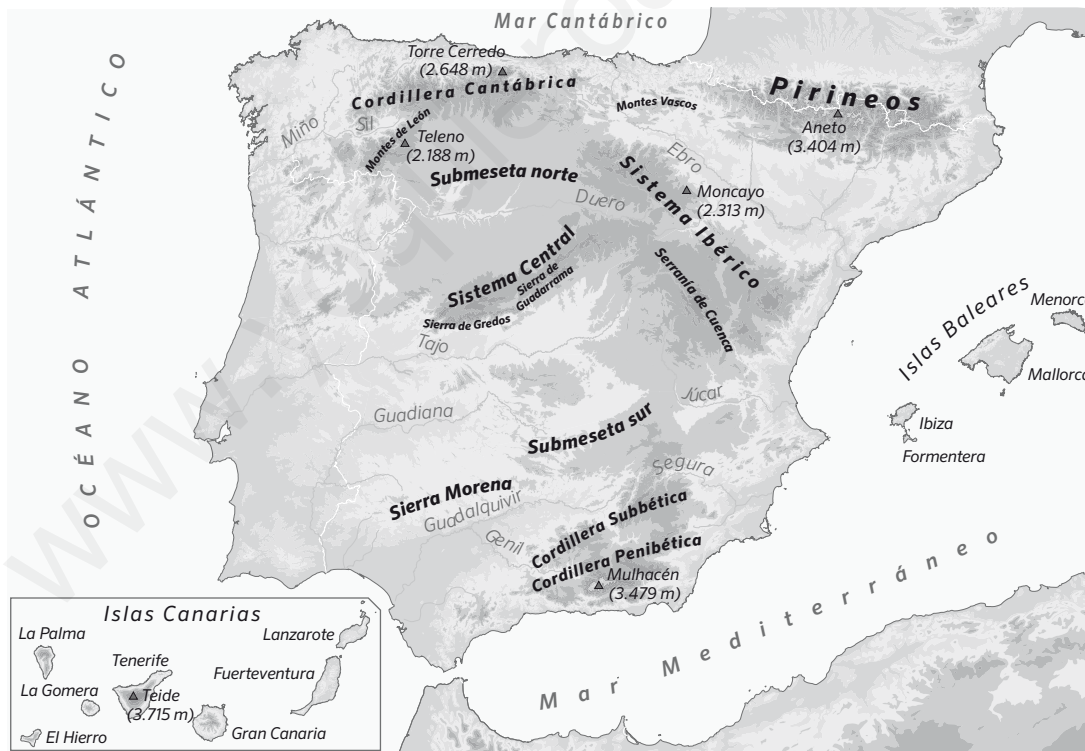 Mar Cantábrico
OCÉANO ATLÁNTICO
Torre Cerredo
(2.648 m)
Cordillera Cantábrica
Pirineos
Montes Vascos
Aneto
(3.404 m)
Miño
Sil
Montes de León
Teleno
(2.188 m)
Ebro
Submeseta norte
Sistema Ibérico
Moncayo
(2.313 m)
Duero
Sistema Central
Sierra de
Guadarrama
Serranía de Cuenca
Sierra de Gredos
Tajo
Islas Baleares
Menorca
Mallorca
Ibiza
Formentera
Júcar
Guadiana
Submeseta sur
Segura
Sierra Morena
Guadalquivir
Genil
Cordillera Subbética
Cordillera Penibética
Mulhacén
(3.479 m)
Mar Mediterráneo
Islas Canarias
La Palma
Lanzarote
Tenerife
Fuerteventura
La Gomera
Teide
(3.715 m)
El Hierro
Gran Canaria